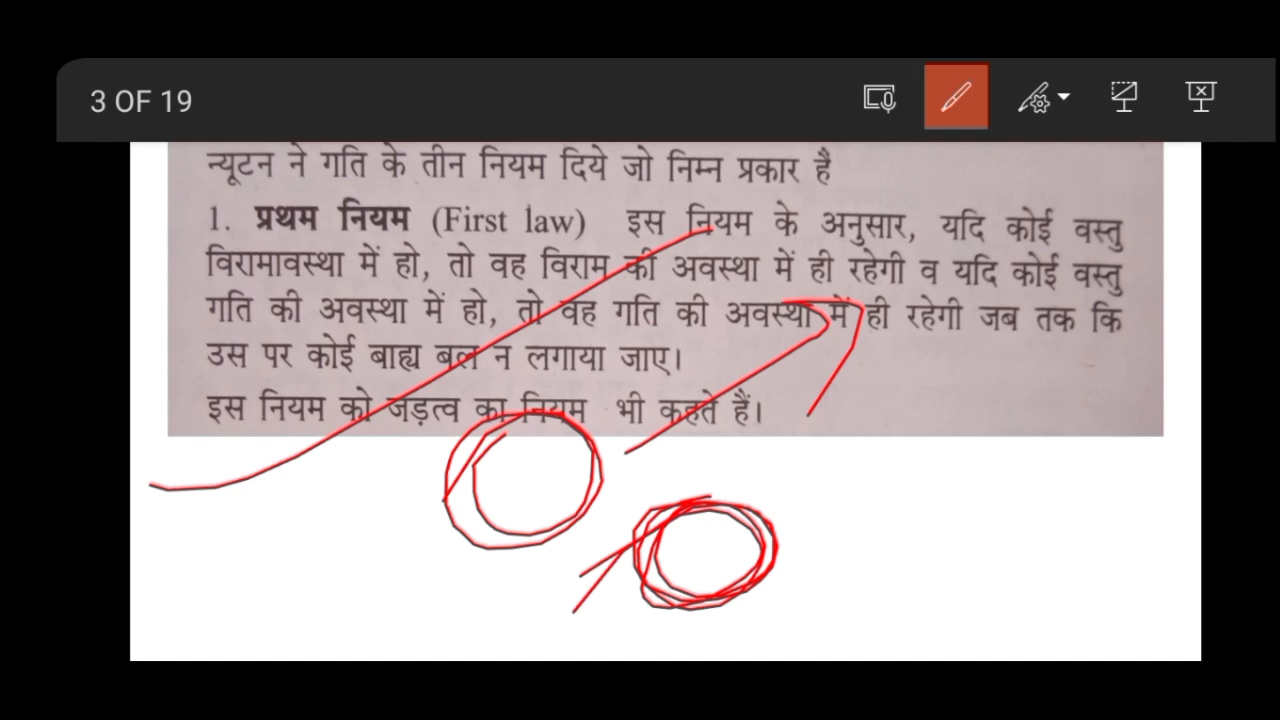 3 OF 19
न्यूटन ने गति के तीन नियम दिये जो निम्न प्रकार है
1. प्रथम नियम (First law) इस नियम के अनुसार, यदि कोई वस्तु
विरामावस्था में हो, तो वह विराम की अवस्था में ही रहेगी व यदि कोई वस्तु
गति की अवस्था में हो, तो वह गति की अवस्था में ही रहेगी जब तक कि
उस पर कोई बाह्य बल न लगाया जाए।
इस नियम को जड़त्व का नियम भी कहते हैं।